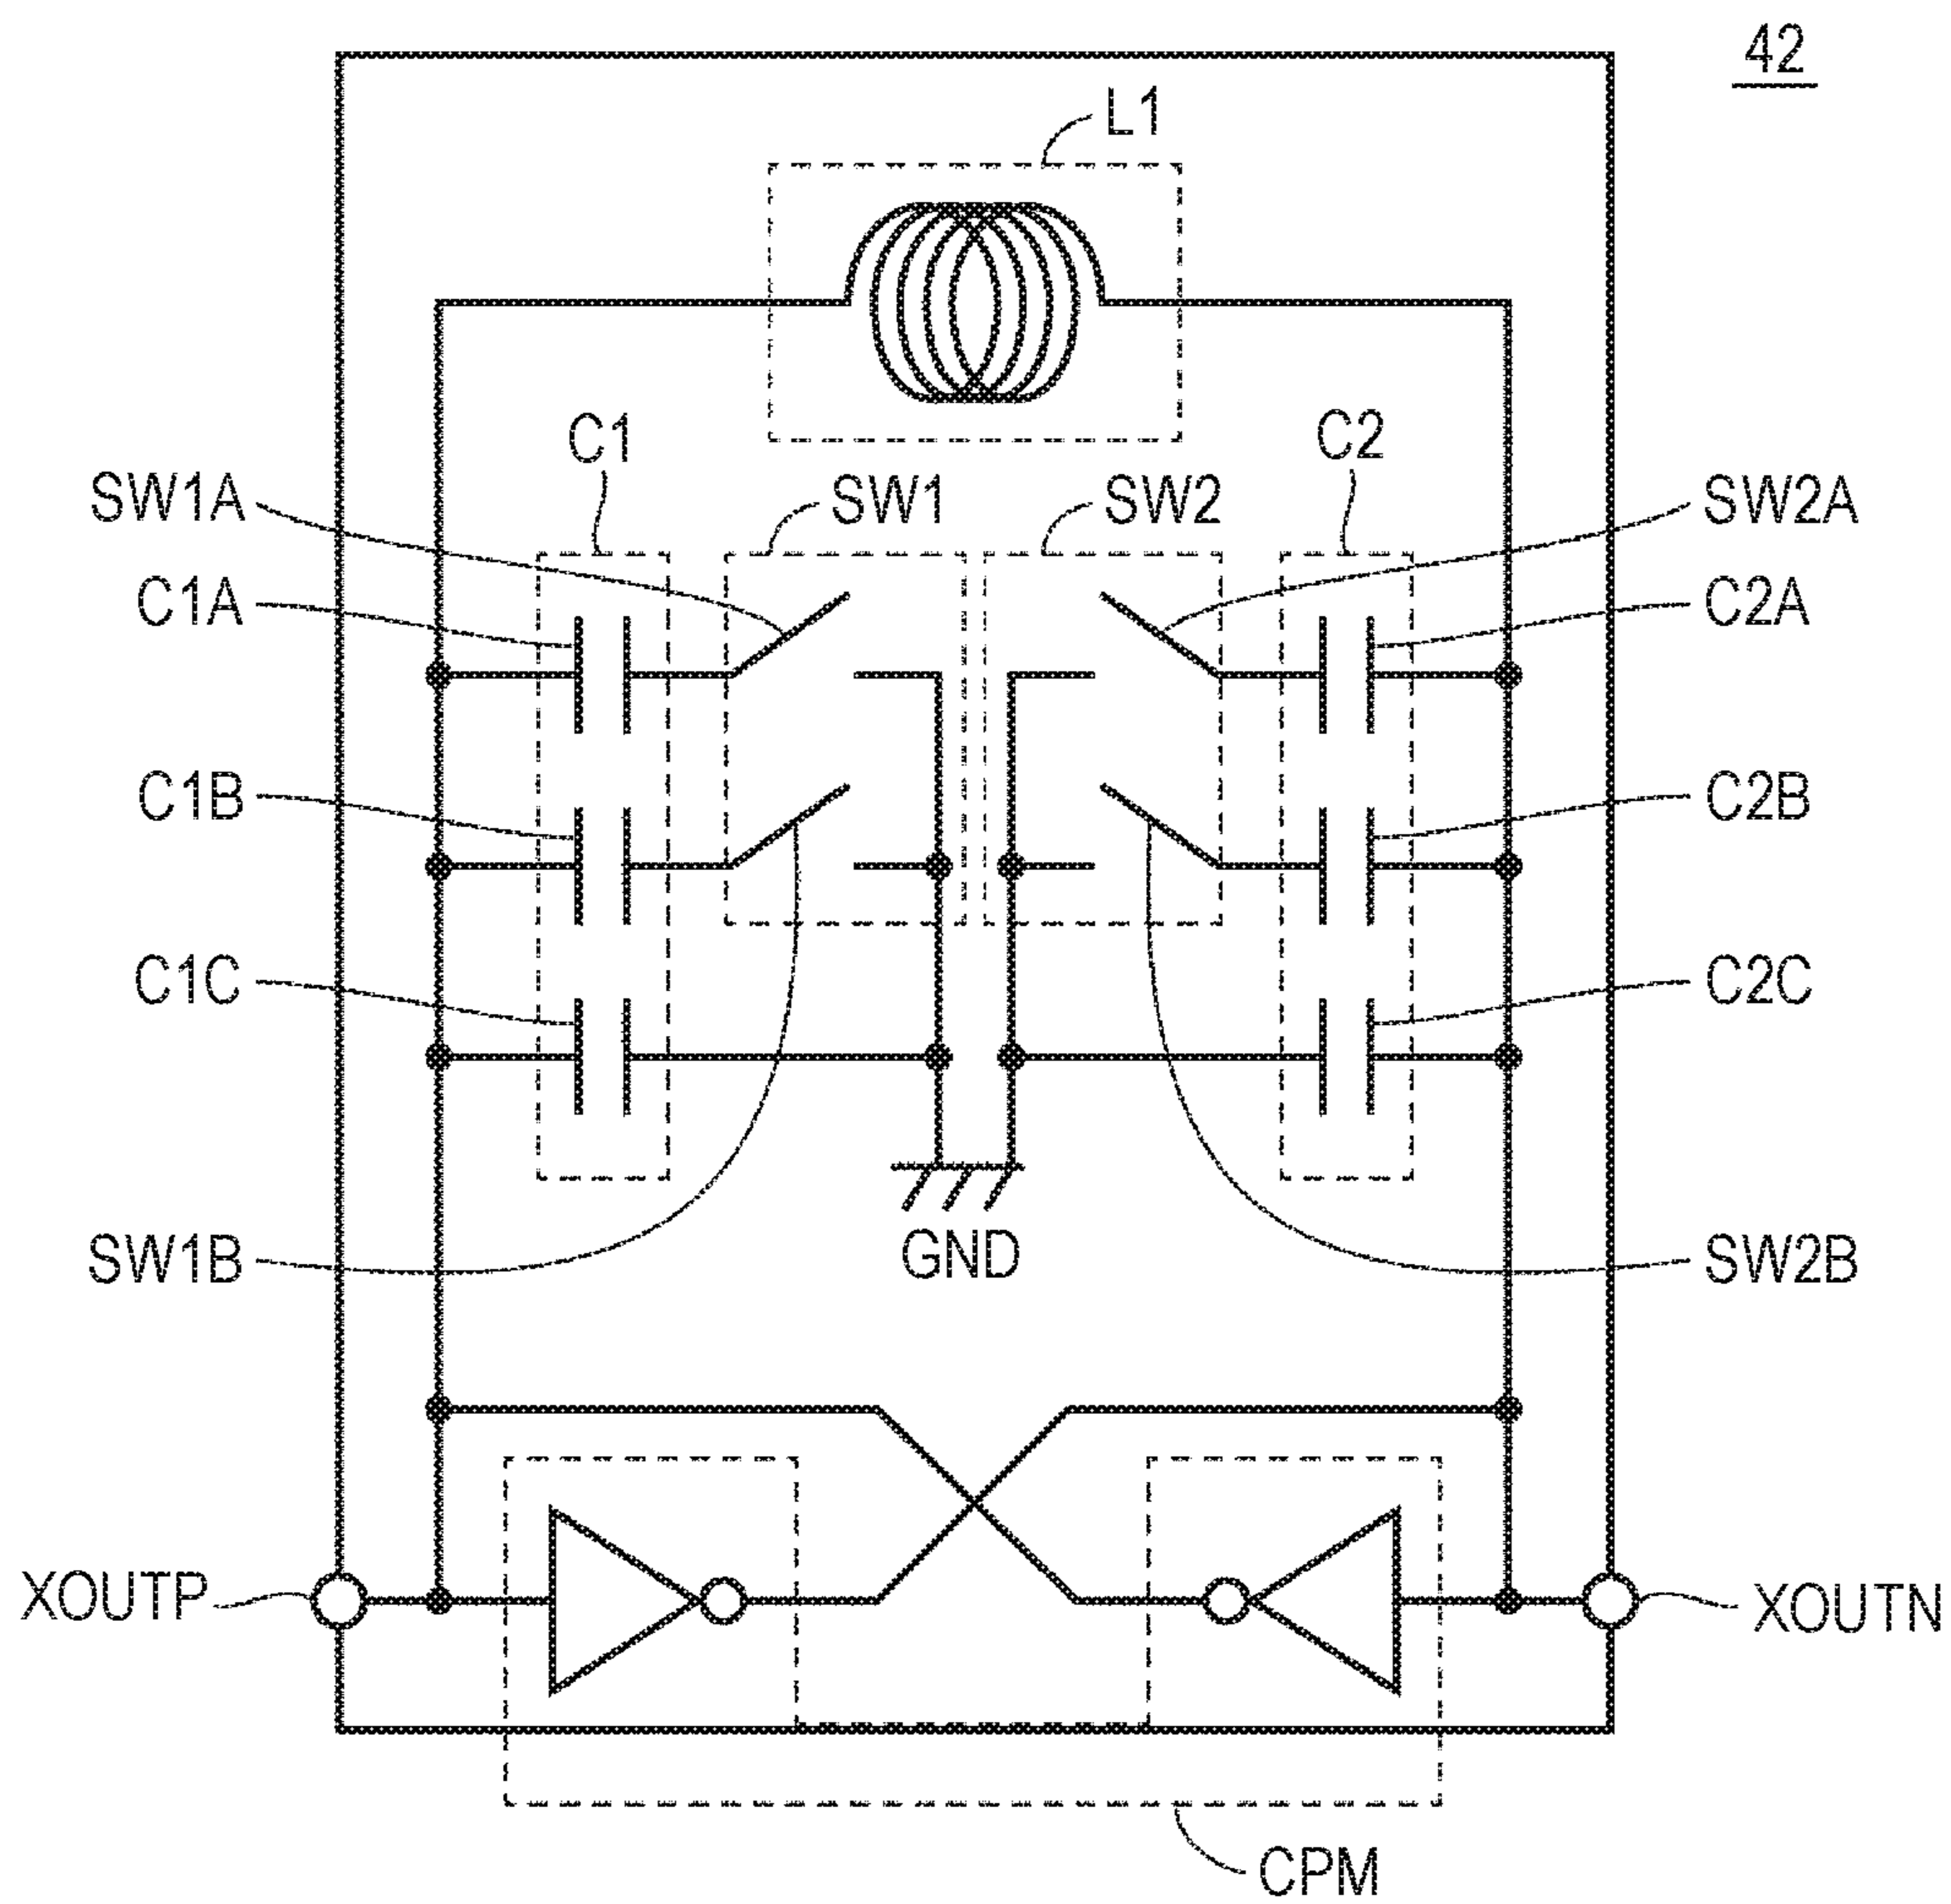 42
L1
C1
C2
SW1A
SW1
SW2
SW2A
C1A
C2A
C1B
C2B
C1C
C2C
SW1B
GND
SW2B
XOUTP
XOUTN
CPM